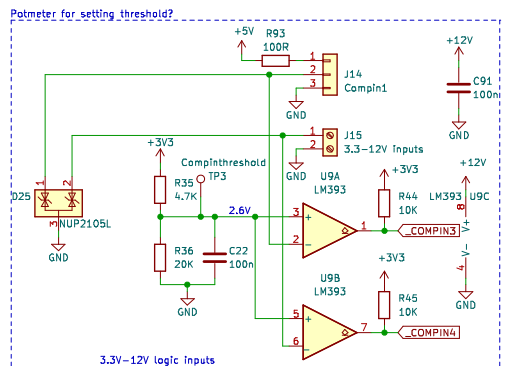 Potmeter for setting threshold?
+5V
R93
100R
1
2
3
J14
Compin1
GND
+12V
C91
100n
GND
+3V3
Compinthreshold
TP3
1
2
J15
3.3-12V inputs
GND
D25
1
2
3
NUP2105L
GND
R35
4.7K
2.6V
R36
20K
C22
100n
GND
U9A
LM393
3
+
2
-
1
+3V3
R44
10K
_COMPIN3
+12V
LM393
U9C
8
V+
V-
4
GND
U9B
LM393
5
+
6
-
7
+3V3
R45
10K
_COMPIN4
3.3V-12V logic inputs